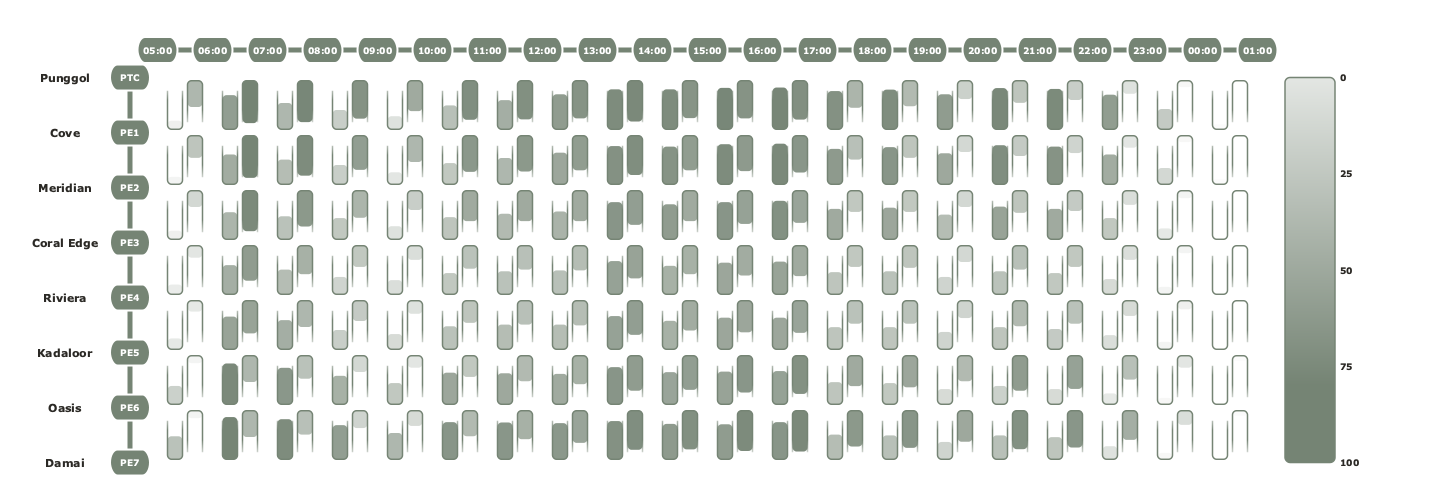 05:00 06:00 07:00 08:00 09:00 10:00 11:00 12:00 13:00 14:00 15:00 16:00 17:00 18:00 19:00 20:00 21:00 22:00 23:00 00:00 01:00
Punggol PTC 0
Cove PE1
25
Meridian PE2
Coral Edge PE3
50
Riviera PE4
Kadaloor PE5
75
Oasis PE6
Damai PE7 100